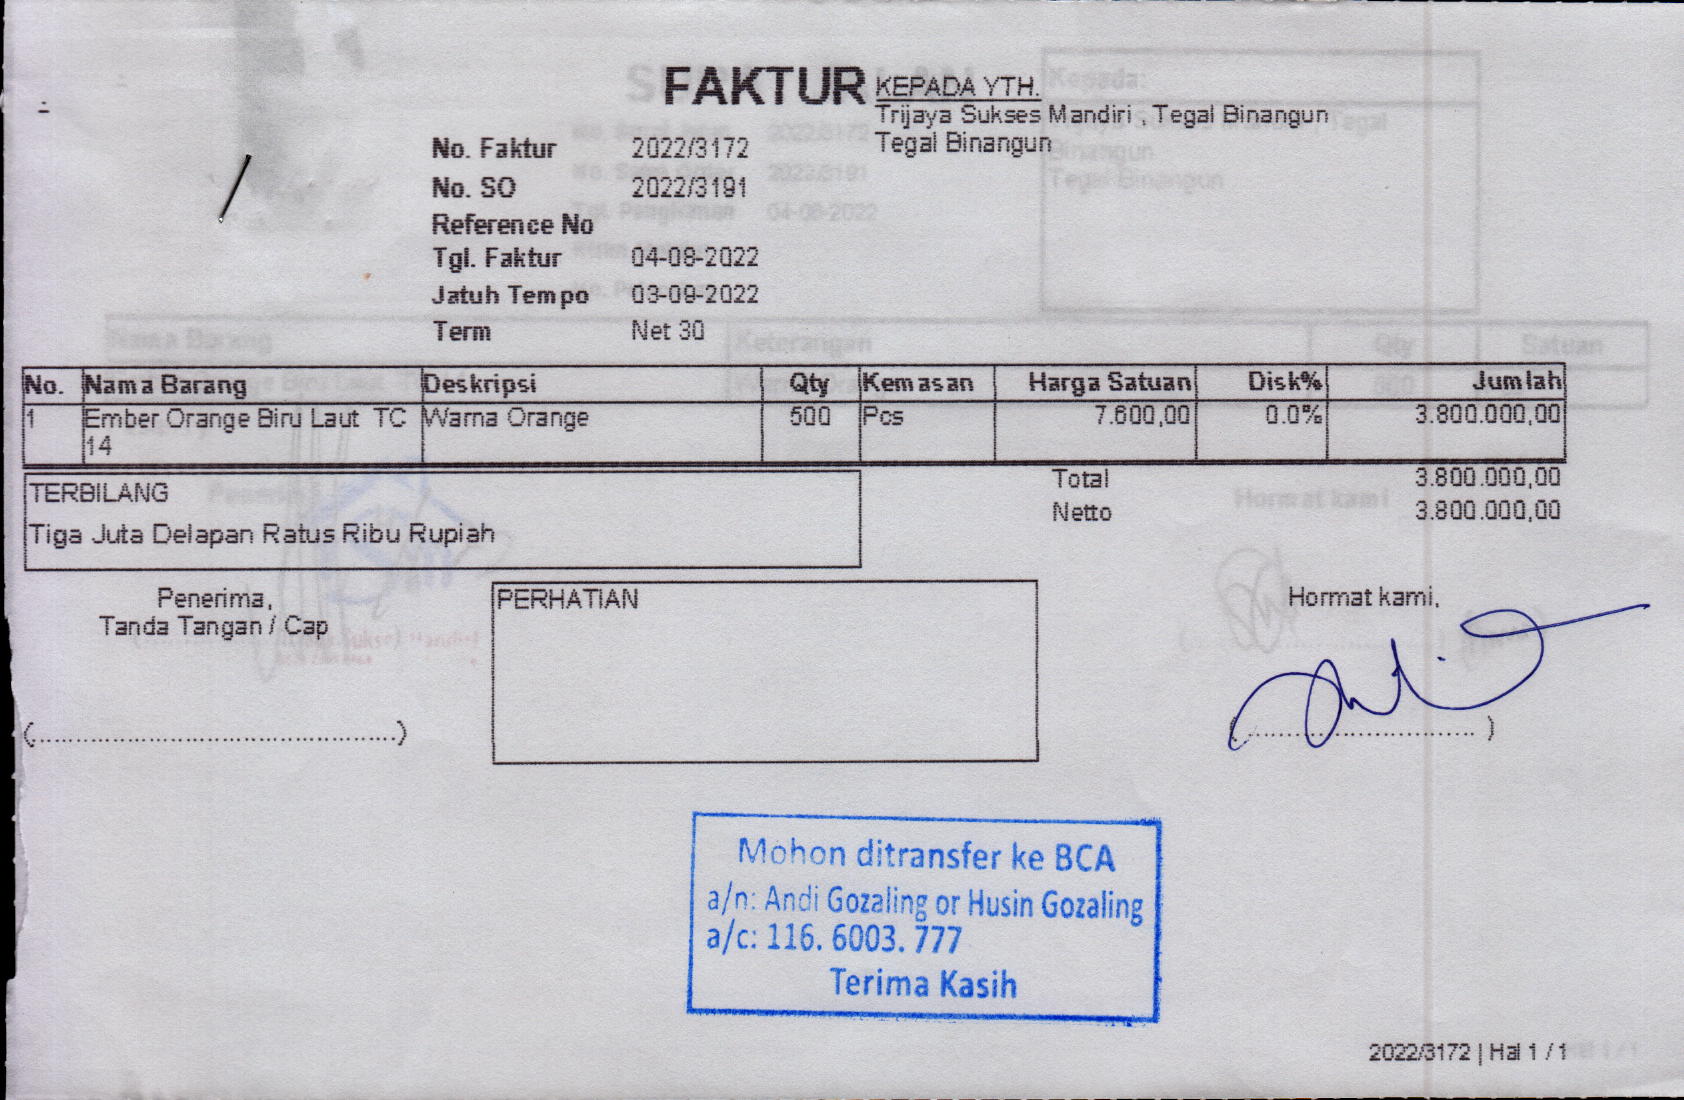 FAKTUR
KEPADA YTH.
Trijaya Sukses Mandiri , Tegal Binangun
Tegal Binangun
No. Faktur 2022/3172
No. SO 2022/3191
Reference No
Tgl. Faktur 04-08-2022
Jatuh Tempo 03-09-2022
Term Net 30
No. Nama Barang Deskripsi Qty Kemasan Harga Satuan Disk% Jumlah
1 Ember Orange Biru Laut TC Warna Orange 500 Pcs 7.600,00 0.0% 3.800.000,00
14
TERBILANG
Tiga Juta Delapan Ratus Ribu Rupiah
Total 3.800.000,00
Netto 3.800.000,00
Penerima,
Tanda Tangan / Cap
(..........................................)
PERHATIAN
Hormat kami,
(.......................... )
Mohon ditransfer ke BCA
a/n: Andi Gozaling or Husin Gozaling
a/c: 116. 6003. 777
Terima Kasih
2022/3172 | Hal 1 / 1